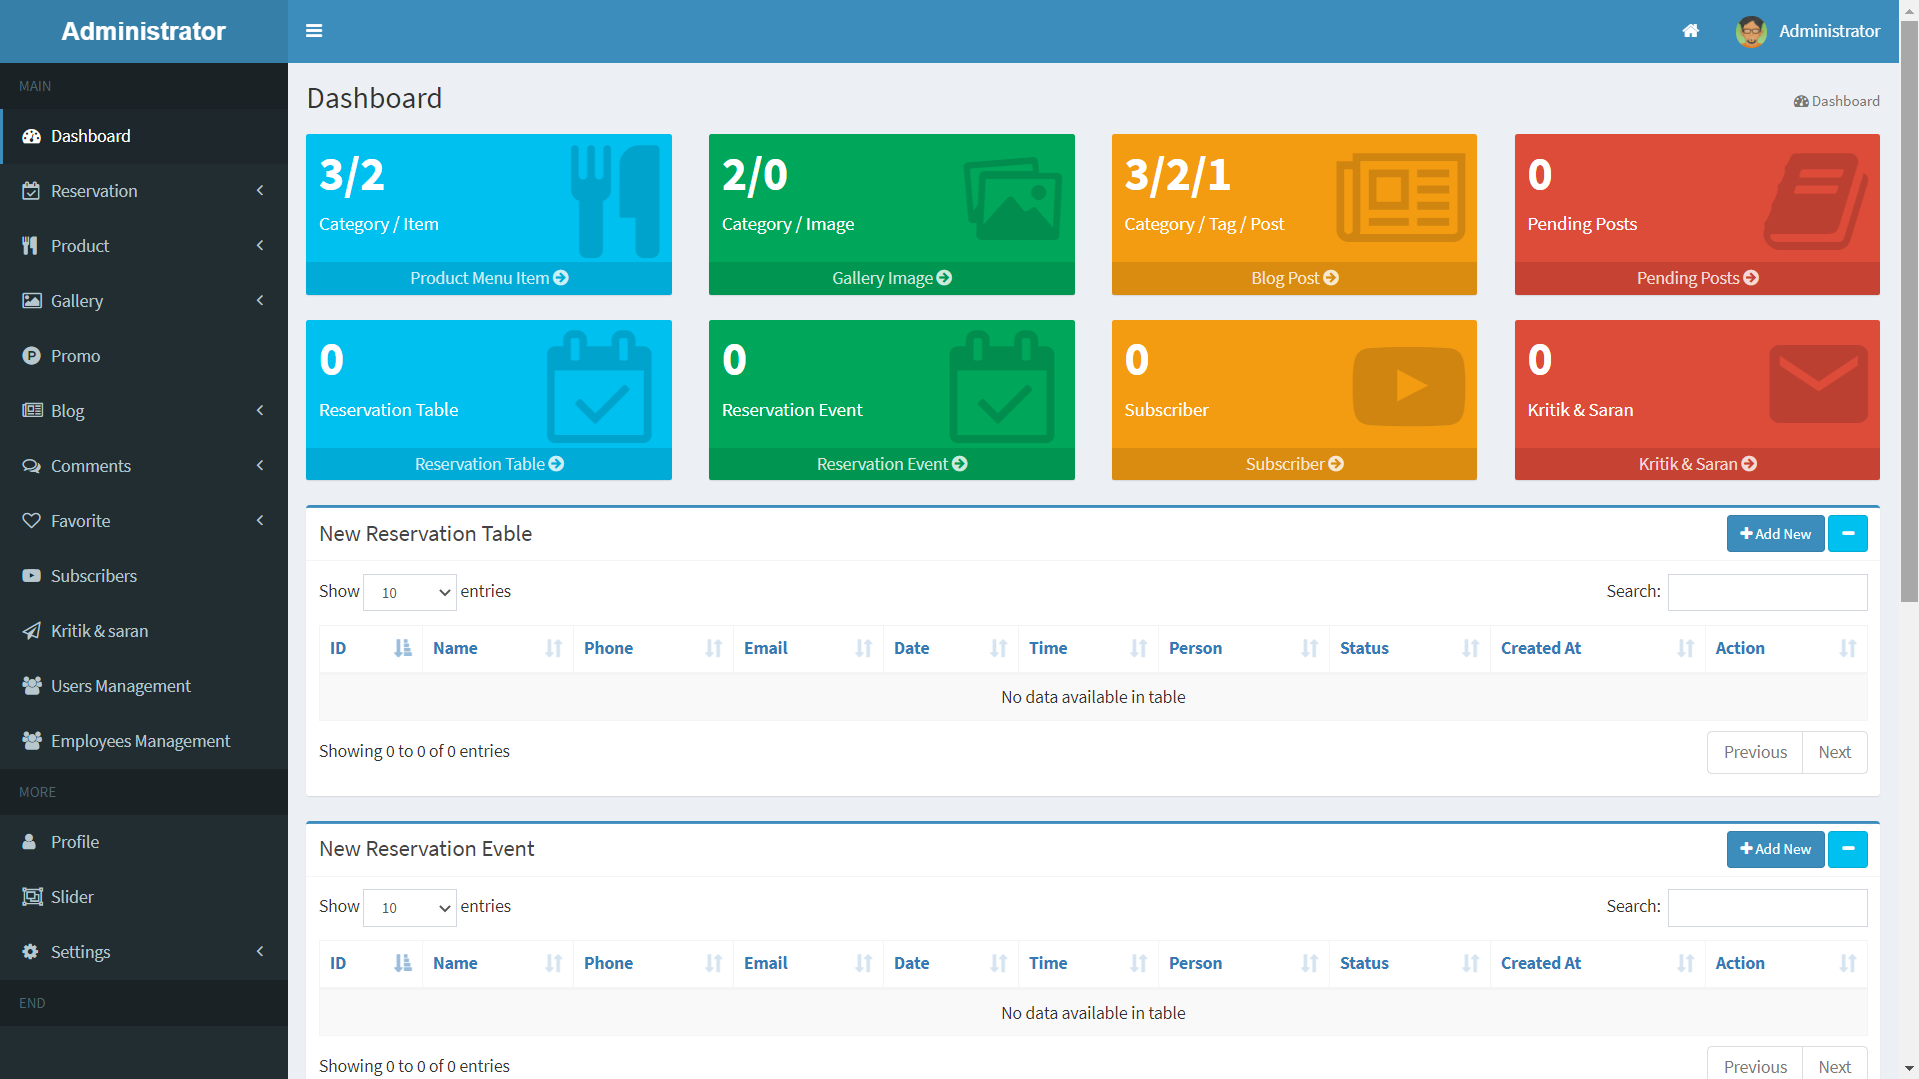 Administrator
Administrator
MAIN
Dashboard
Reservation
Product
Gallery
Promo
Blog
Comments
Favorite
Subscribers
Kritik & saran
Users Management
Employees Management
MORE
Profile
Slider
Settings
END
Dashboard
Dashboard
3/2
Category / Item
Product Menu Item
2/0
Category / Image
Gallery Image
3/2/1
Category / Tag / Post
Blog Post
0
Pending Posts
Pending Posts
0
Reservation Table
Reservation Table
0
Reservation Event
Reservation Event
0
Subscriber
Subscriber
0
Kritik & Saran
Kritik & Saran
New Reservation Table
Add New
Show 10 entries
Search:
ID Name Phone Email Date Time Person Status Created At Action
No data available in table
Showing 0 to 0 of 0 entries
Previous Next
New Reservation Event
Add New
Show 10 entries
Search:
ID Name Phone Email Date Time Person Status Created At Action
No data available in table
Showing 0 to 0 of 0 entries
Previous Next